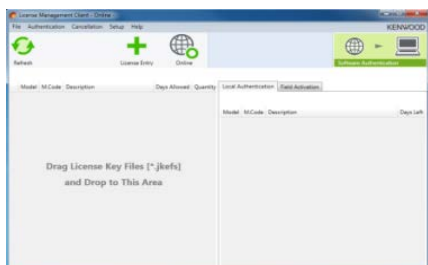 License Management Client - Online
File Authentication Cancellation Setup Help
KENWOOD
Refresh
License Entry
Online
Software Authentication
Model M.Code Description Days Allowed Quantity
Local Authentication Field Activation
Model M.Code Description Days Left
Drag License Key Files [*.jkefs]
and Drop to This Area